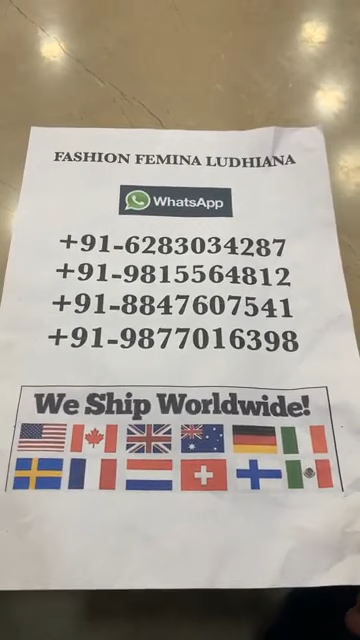 FASHION FEMINA LUDHIANA
WhatsApp
+91-6283034287
+91-9815564812
+91-8847607541
+91-9877016398
We Ship Worldwide!